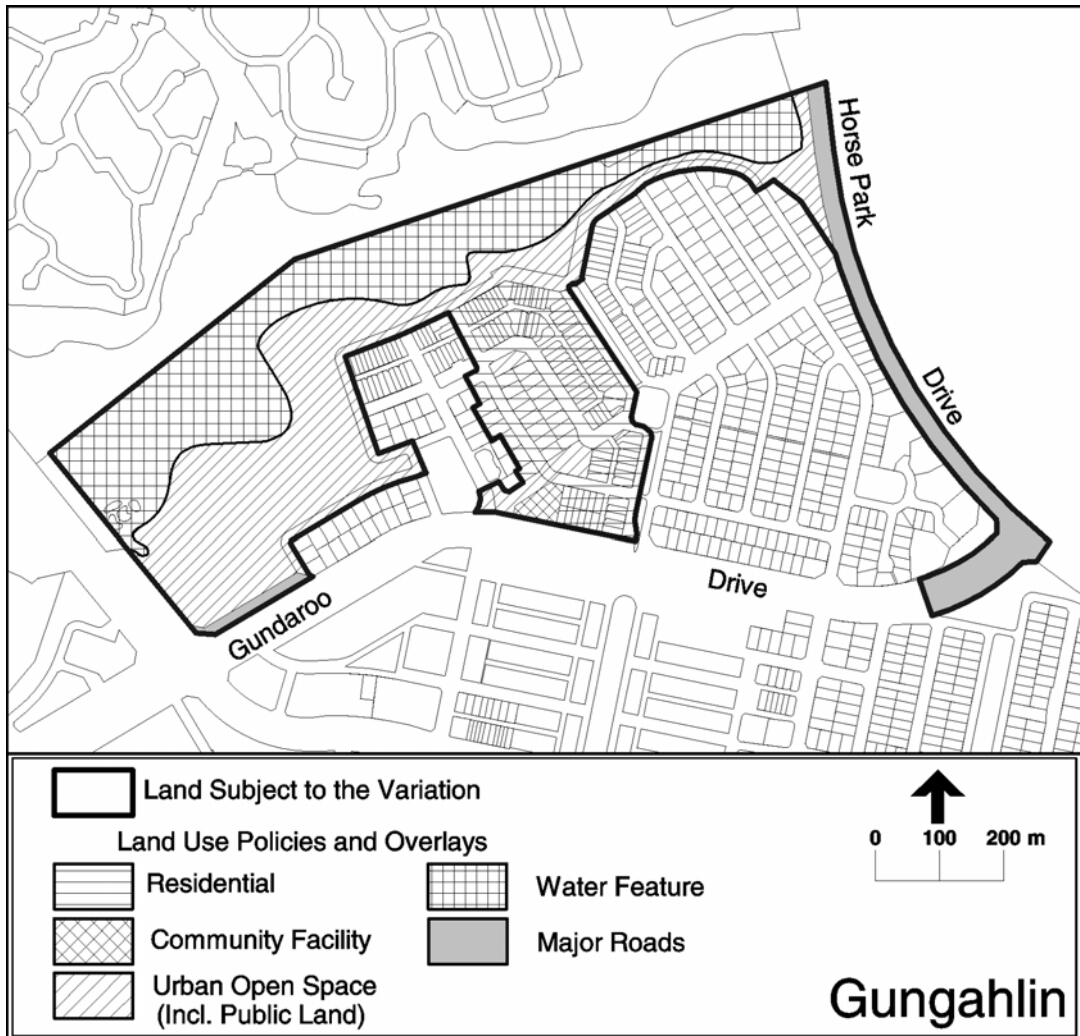 Horse Park
Drive
Drive
Gundaroo
Land Subject to the Variation
Land Use Policies and Overlays
Residential
Community Facility
Urban Open Space
(Incl. Public Land)
Water Feature
Major Roads
0 100 200 m
Gungahlin